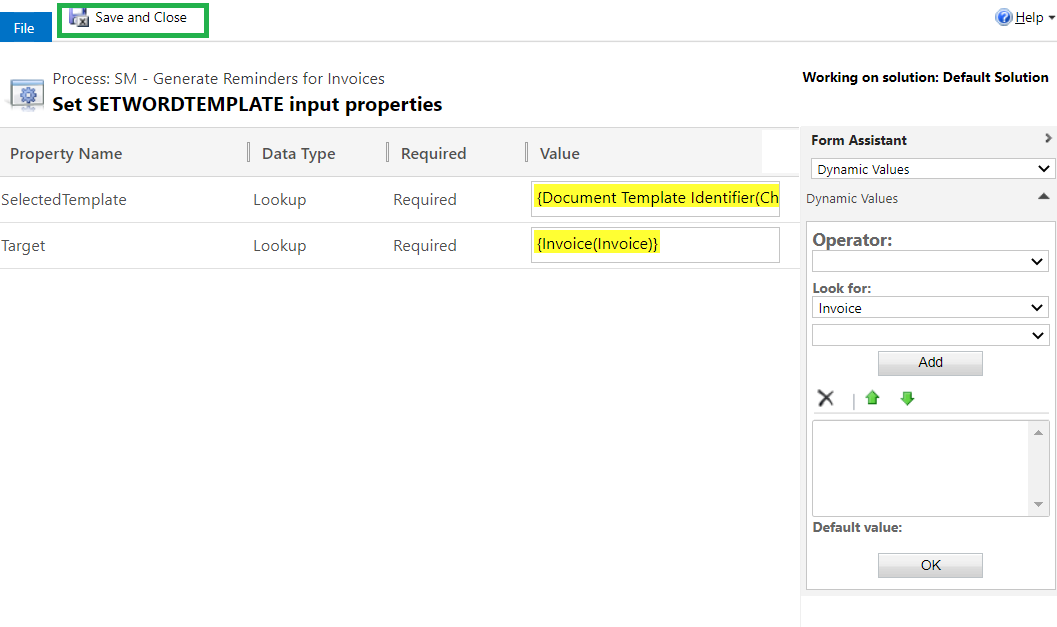 File
Save and Close
Help
Process: SM - Generate Reminders for Invoices
Set SETWORDTEMPLATE input properties
Working on solution: Default Solution
Property Name
Data Type
Required
Value
SelectedTemplate
Lookup
Required
{Document Template Identifier(Ch
Target
Lookup
Required
{Invoice(Invoice)}
Form Assistant
Dynamic Values
Dynamic Values
Operator:
Look for:
Invoice
Add
Default value:
OK